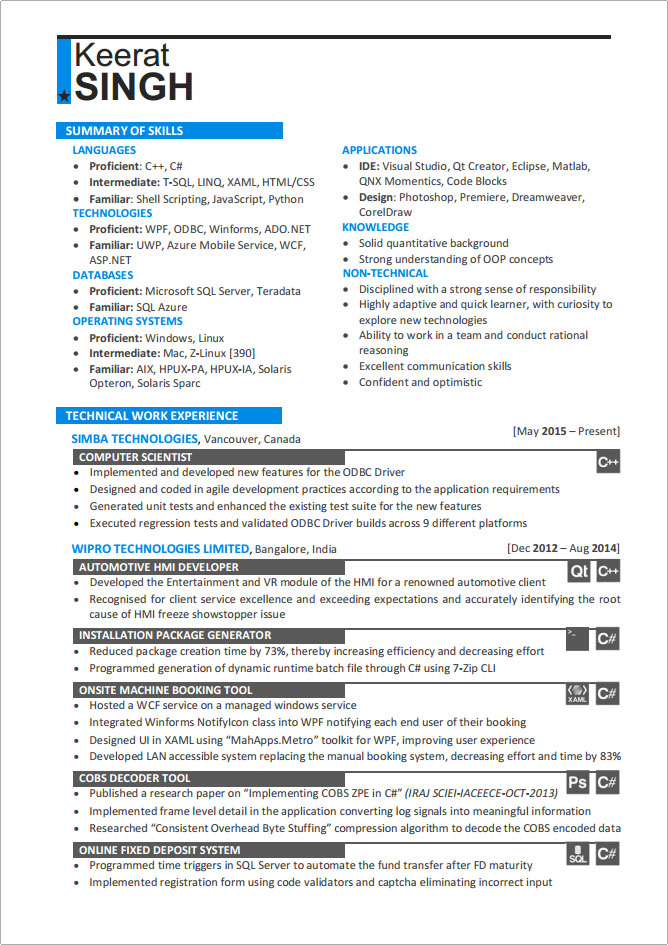 Keerat
SINGH
SUMMARY OF SKILLS
LANGUAGES
• Proficient: C++, C#
• Intermediate: T-SQL, LINQ, XAML, HTML/CSS
• Familiar: Shell Scripting, JavaScript, Python
TECHNOLOGIES
• Proficient: WPF, ODBC, Winforms, ADO.NET
• Familiar: UWP, Azure Mobile Service, WCF,
ASP.NET
DATABASES
• Proficient: Microsoft SQL Server, Teradata
• Familiar: SQL Azure
OPERATING SYSTEMS
• Proficient: Windows, Linux
• Intermediate: Mac, Z-Linux [390]
• Familiar: AIX, HPUX-PA, HPUX-IA, Solaris
Opteron, Solaris Sparc
APPLICATIONS
• IDE: Visual Studio, Qt Creator, Eclipse, Matlab,
QNX Momentics, Code Blocks
• Design: Photoshop, Premiere, Dreamweaver,
CorelDraw
KNOWLEDGE
• Solid quantitative background
• Strong understanding of OOP concepts
NON-TECHNICAL
• Disciplined with a strong sense of responsibility
• Highly adaptive and quick learner, with curiosity to
explore new technologies
• Ability to work in a team and conduct rational
reasoning
• Excellent communication skills
• Confident and optimistic
TECHNICAL WORK EXPERIENCE
SIMBA TECHNOLOGIES, Vancouver, Canada [May 2015 – Present]
COMPUTER SCIENTIST C++
• Implemented and developed new features for the ODBC Driver
• Designed and coded in agile development practices according to the application requirements
• Generated unit tests and enhanced the existing test suite for the new features
• Executed regression tests and validated ODBC Driver builds across 9 different platforms
WIPRO TECHNOLOGIES LIMITED, Bangalore, India [Dec 2012 – Aug 2014]
AUTOMOTIVE HMI DEVELOPER Qt C++
• Developed the Entertainment and VR module of the HMI for a renowned automotive client
• Recognised for client service excellence and exceeding expectations and accurately identifying the root
cause of HMI freeze showstopper issue
INSTALLATION PACKAGE GENERATOR >_ C#
• Reduced package creation time by 73%, thereby increasing efficiency and decreasing effort
• Programmed generation of dynamic runtime batch file through C# using 7-Zip CLI
ONSITE MACHINE BOOKING TOOL XAML C#
• Hosted a WCF service on a managed windows service
• Integrated Winforms NotifyIcon class into WPF notifying each end user of their booking
• Designed UI in XAML using “MahApps.Metro” toolkit for WPF, improving user experience
• Developed LAN accessible system replacing the manual booking system, decreasing effort and time by 83%
COBS DECODER TOOL Ps C#
• Published a research paper on “Implementing COBS ZPE in C#” (IRAJ SCIEI-IACEECE-OCT-2013)
• Implemented frame level detail in the application converting log signals into meaningful information
• Researched “Consistent Overhead Byte Stuffing” compression algorithm to decode the COBS encoded data
ONLINE FIXED DEPOSIT SYSTEM SQL C#
• Programmed time triggers in SQL Server to automate the fund transfer after FD maturity
• Implemented registration form using code validators and captcha eliminating incorrect input